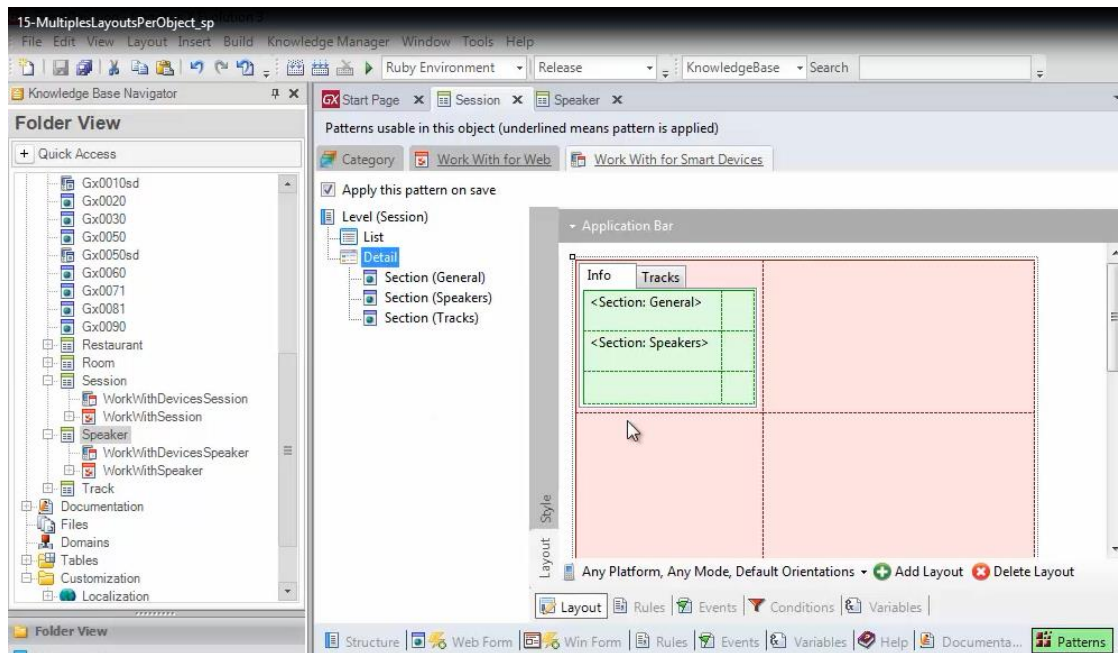 15-MultiplesLayoutsPerObject_sp
File Edit View Layout Insert Build Knowledge Manager Window Tools Help
Ruby Environment Release KnowledgeBase Search
Knowledge Base Navigator
Start Page Session Speaker
Folder View
Patterns usable in this object (underlined means pattern is applied)
Quick Access
Category Work With for Web Work With for Smart Devices
Gx0010sd
Gx0020
Gx0030
Gx0050
Gx0050sd
Gx0060
Gx0071
Gx0081
Gx0090
Restaurant
Room
Session
WorkWithDevicesSession
WorkWithSession
Speaker
WorkWithDevicesSpeaker
WorkWithSpeaker
Track
Documentation
Files
Domains
Tables
Customization
Localization
Folder View
Apply this pattern on save
Level (Session)
List
Detail
Section (General)
Section (Speakers)
Section (Tracks)
Application Bar
Info Tracks
<Section: General>
<Section: Speakers>
Style
Layout
Any Platform, Any Mode, Default Orientations Add Layout Delete Layout
Layout Rules Events Conditions Variables
Structure Web Form Win Form Rules Events Variables Help Documenta... Patterns